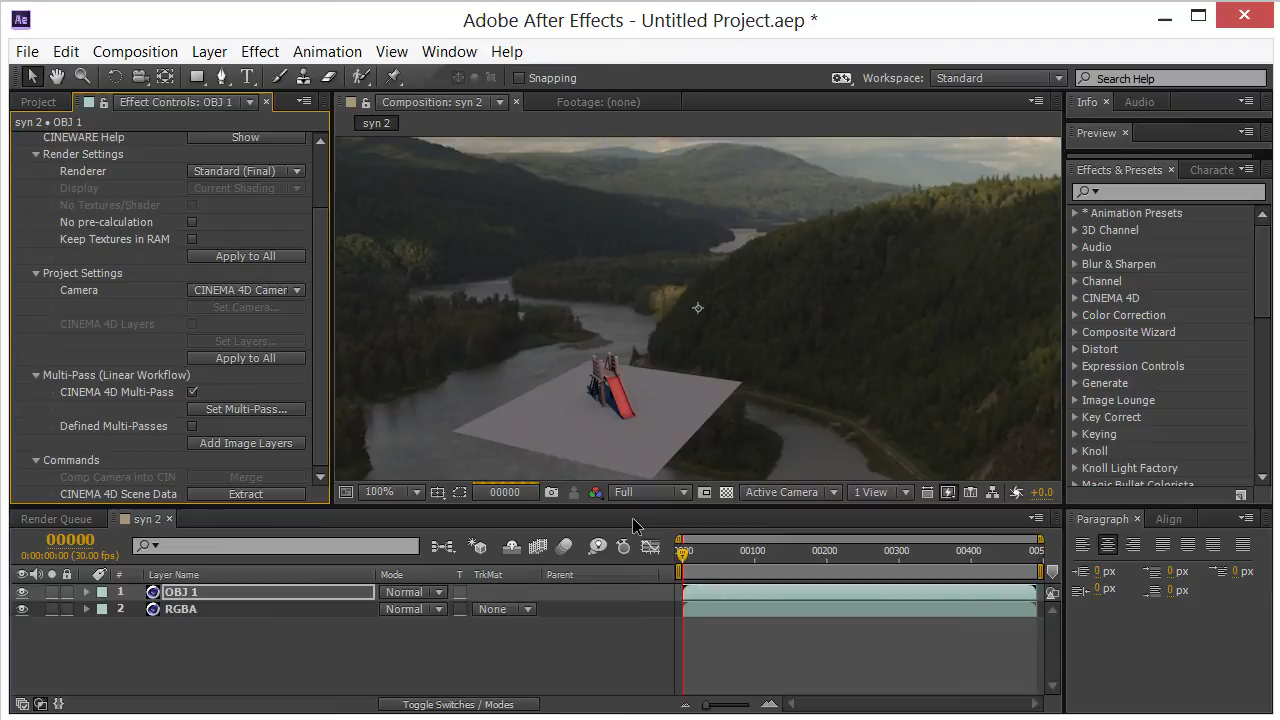 Ae Adobe After Effects - Untitled Project.aep *
File Edit Composition Layer Effect Animation View Window Help
T Snapping Workspace: Standard Search Help
Project Effect Controls: OBJ 1 Composition: syn 2 Footage: (none) Info Audio
syn 2 • OBJ 1 syn 2
CINEWARE Help Show Preview
Render Settings
Renderer Standard (Final) Effects & Presets Characte
Display Current Shading
No Textures/Shader * Animation Presets
No pre-calculation 3D Channel
Keep Textures in RAM Audio
Apply to All Blur & Sharpen
Project Settings Channel
Camera CINEMA 4D Camer CINEMA 4D
Set Camera... Color Correction
CINEMA 4D Layers Composite Wizard
Set Layers... Distort
Apply to All Expression Controls
Multi-Pass (Linear Workflow) Generate
CINEMA 4D Multi-Pass Image Lounge
Set Multi-Pass... Key Correct
Defined Multi-Passes Keying
Add Image Layers Knoll
Commands Knoll Light Factory
Comp Camera into CIN Merge Magic Bullet Colorista
CINEMA 4D Scene Data Extract 100% 00000 Full Active Camera 1 View +0.0
Render Queue syn 2 Paragraph Align
00000
0:00:00:00 (30.00 fps) 00100 00200 00300 00400 005
# Layer Name Mode T TrkMat Parent 0 px 0 px 0 px
1 OBJ 1 Normal 0 px 0 px
2 RGBA Normal None
Toggle Switches / Modes